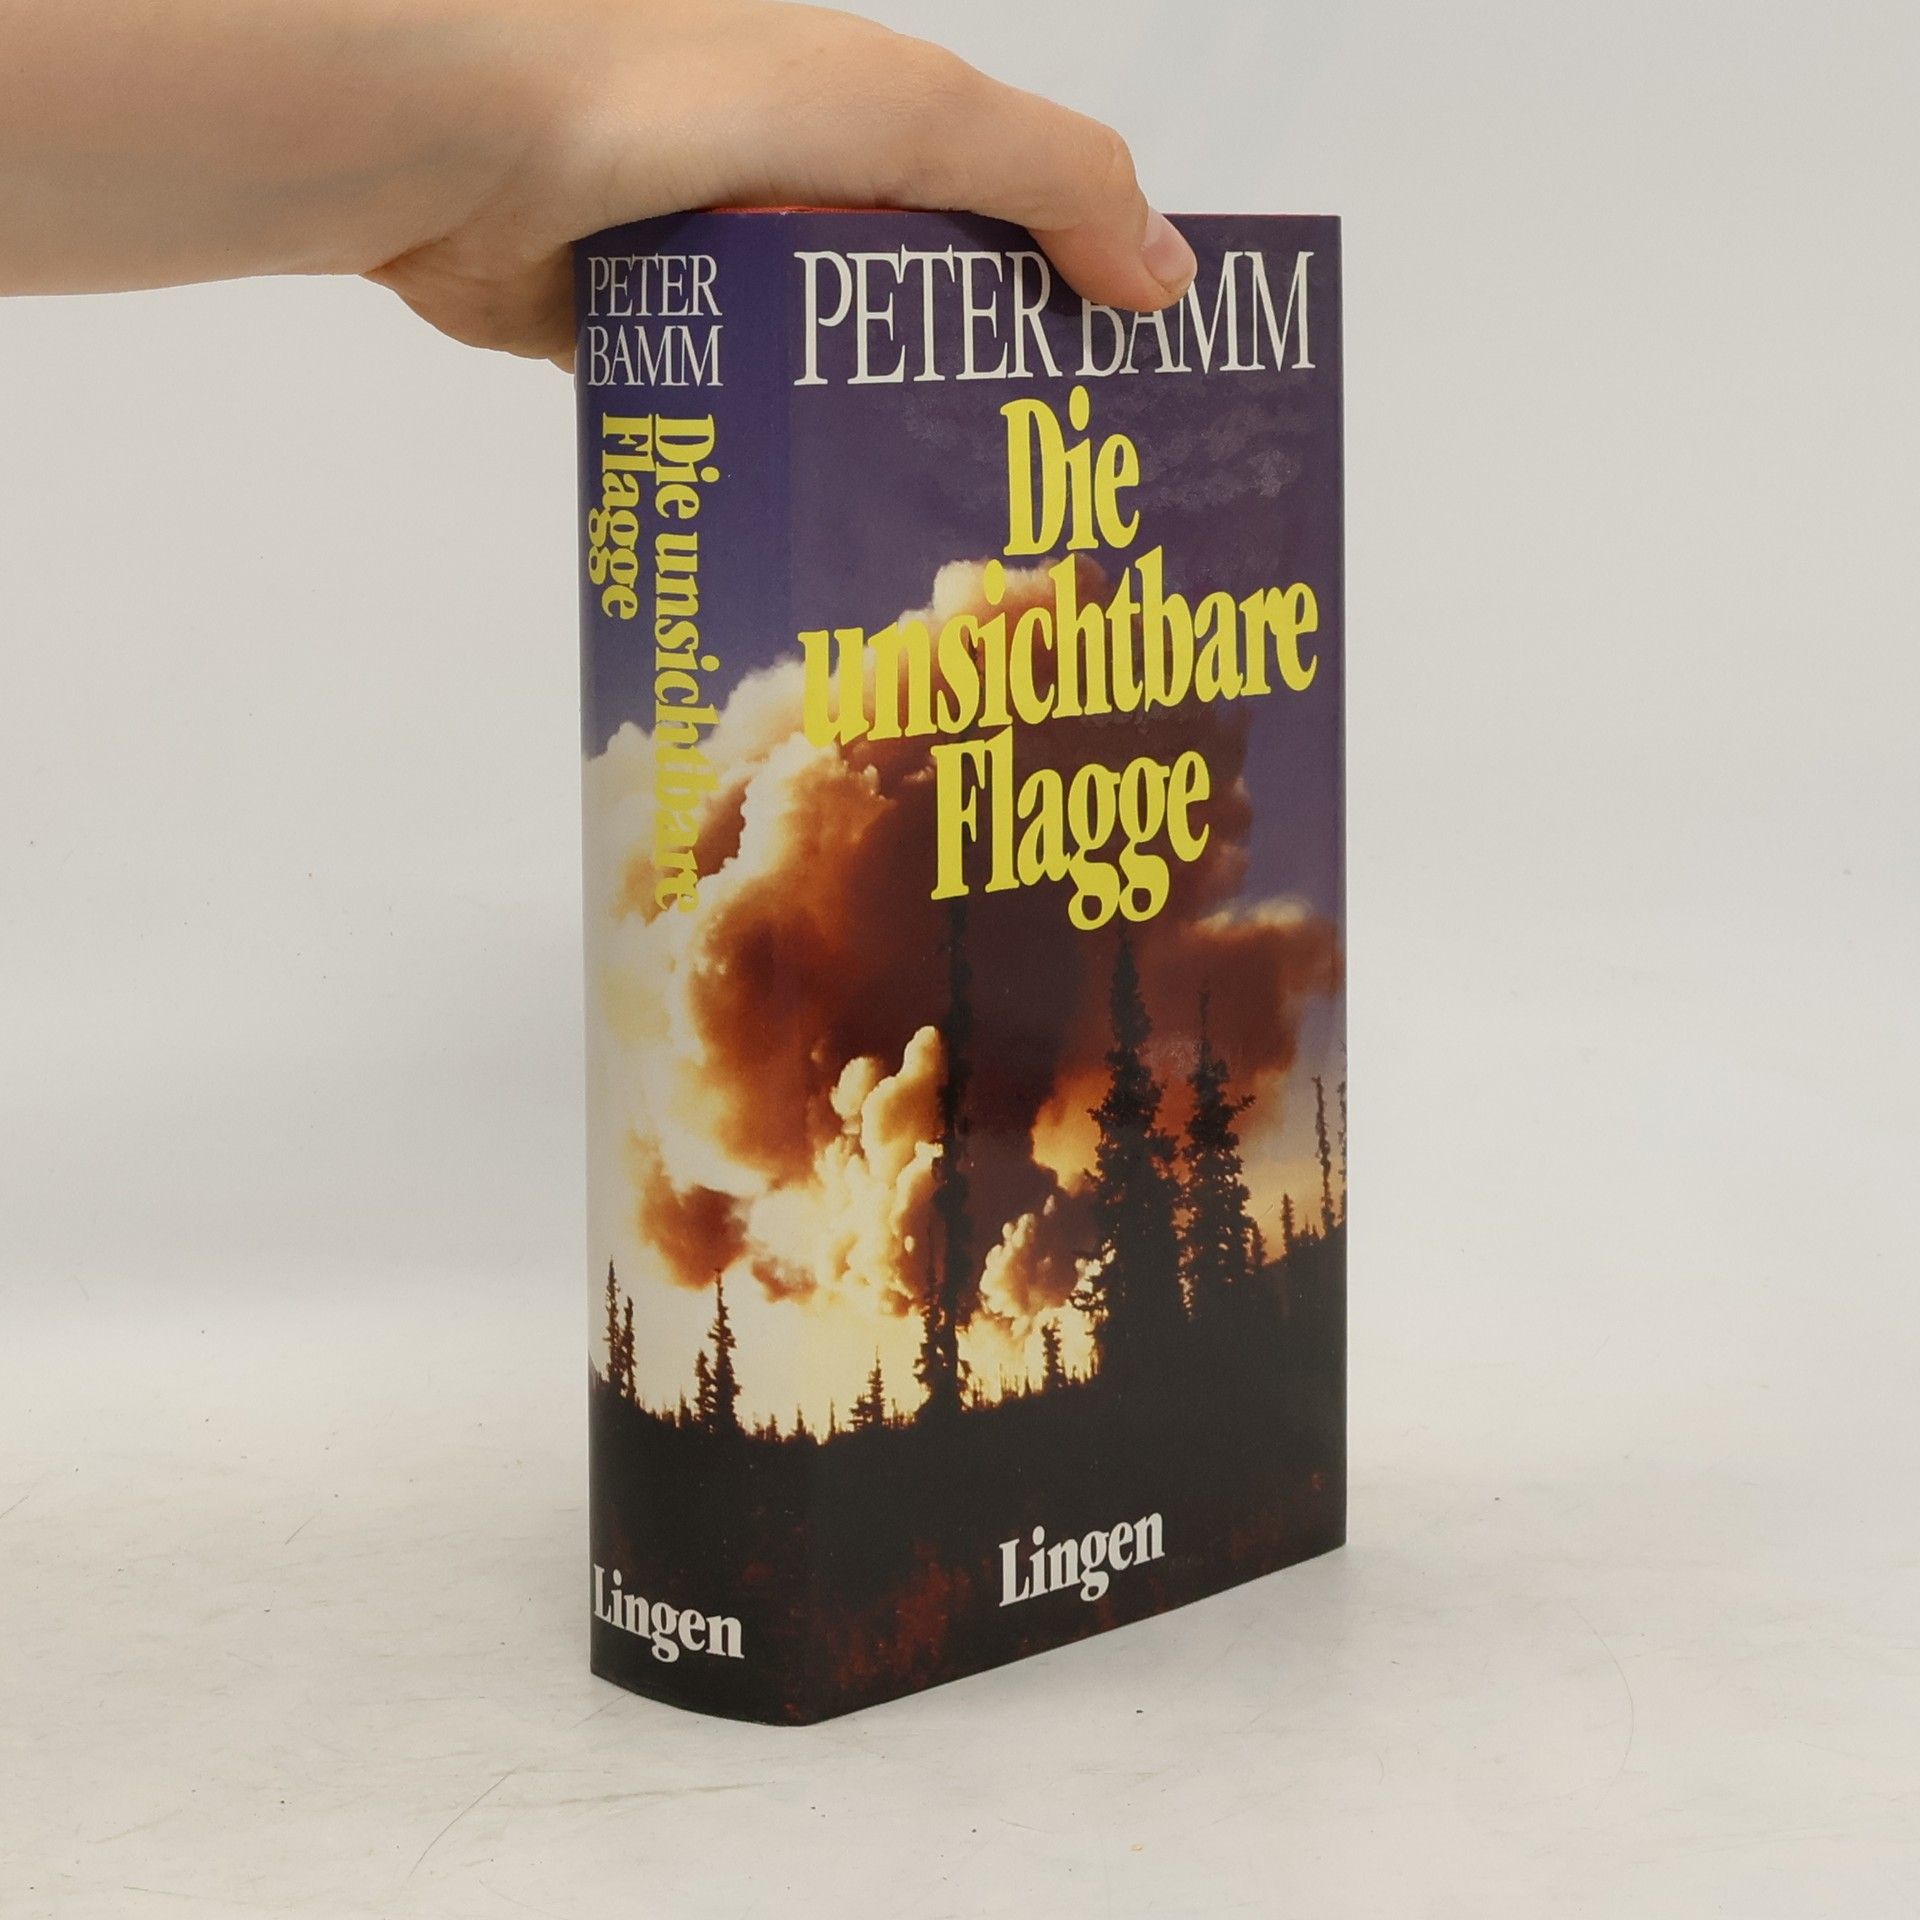 PETER
BAMM
Die unsichtbare
Flagge
Lingen
PETER BAMM
Die
unsichtbare
Flagge
Lingen